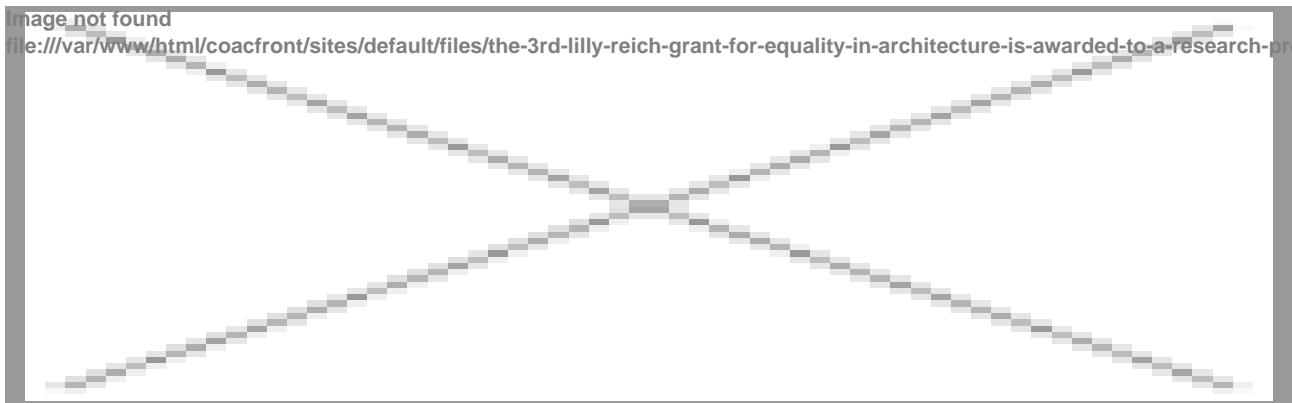 Image not found
file:///var/www/html/coacfront/sites/default/files/the-3rd-lilly-reich-grant-for-equality-in-architecture-is-awarded-to-a-research-pr